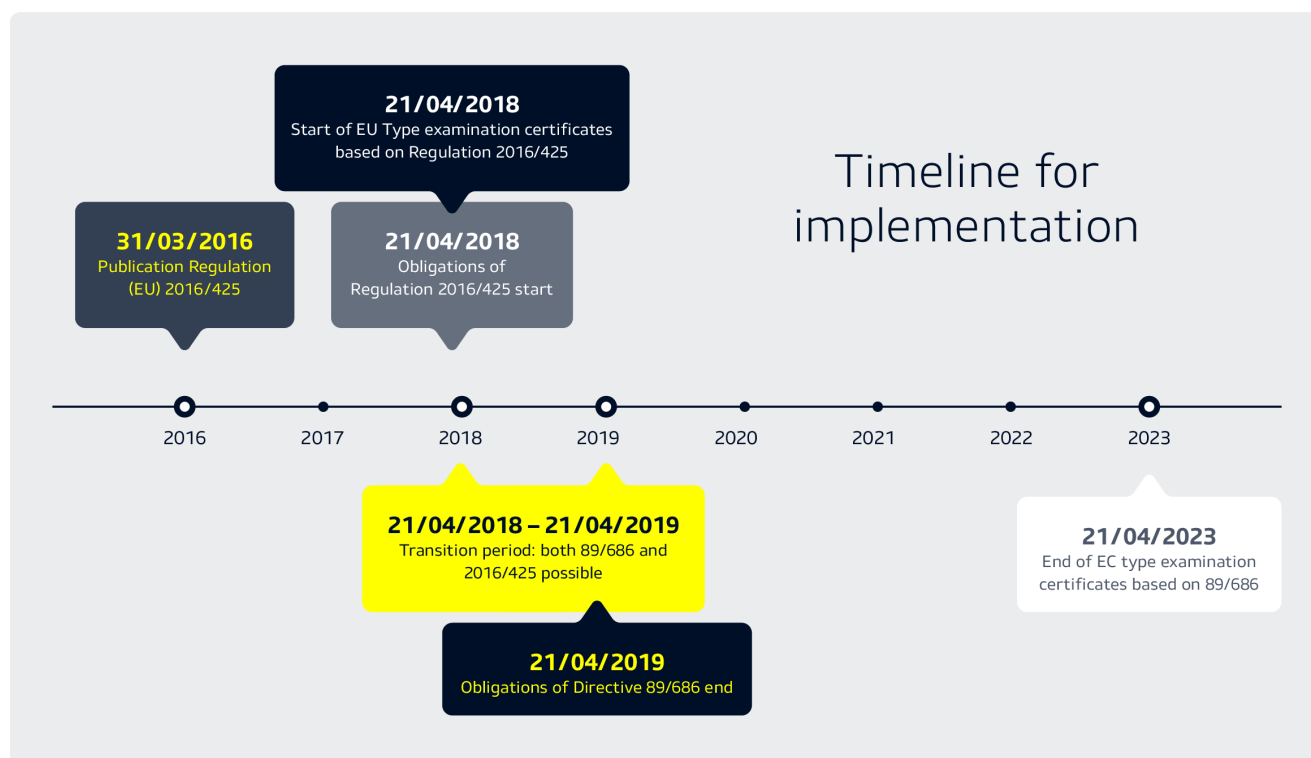 21/04/2018
Start of EU Type examination certificates
based on Regulation 2016/425
Timeline for
implementation
31/03/2016
Publication Regulation
(EU) 2016/425
21/04/2018
Obligations of
Regulation 2016/425 start
2016
2017
2018
2019
2020
2021
2022
2023
21/04/2018 – 21/04/2019
Transition period: both 89/686 and
2016/425 possible
21/04/2023
End of EC type examination
certificates based on 89/686
21/04/2019
Obligations of Directive 89/686 end